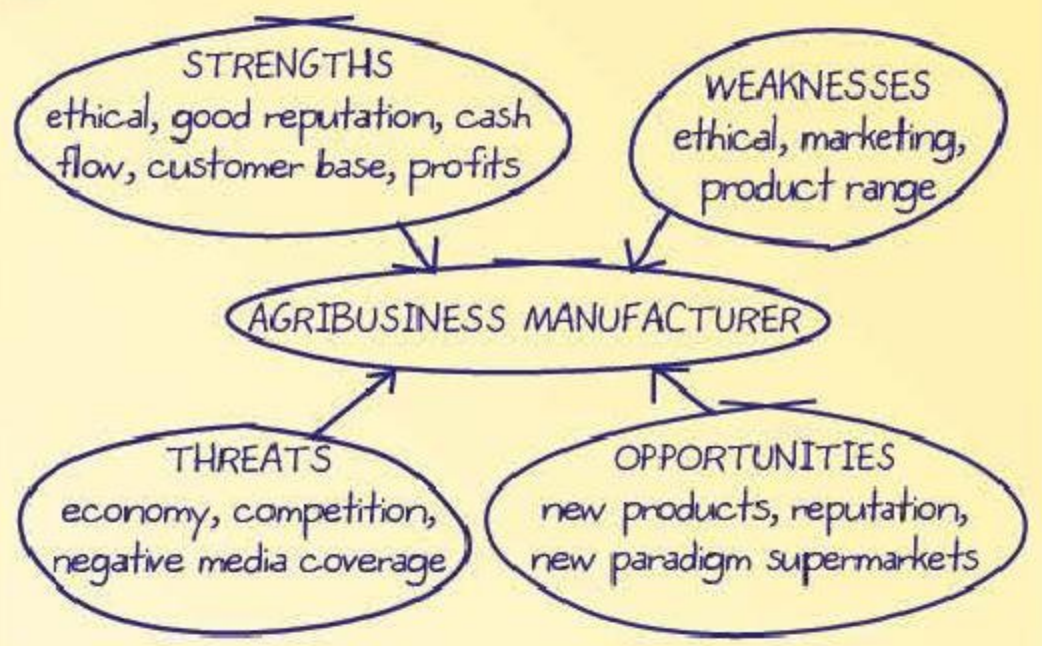 STRENGTHS
ethical, good reputation, cash
flow, customer base, profits
WEAKNESSES
ethical, marketing,
product range
AGRIBUSINESS MANUFACTURER
THREATS
economy, competition,
negative media coverage
OPPORTUNITIES
new products, reputation,
new paradigm supermarkets